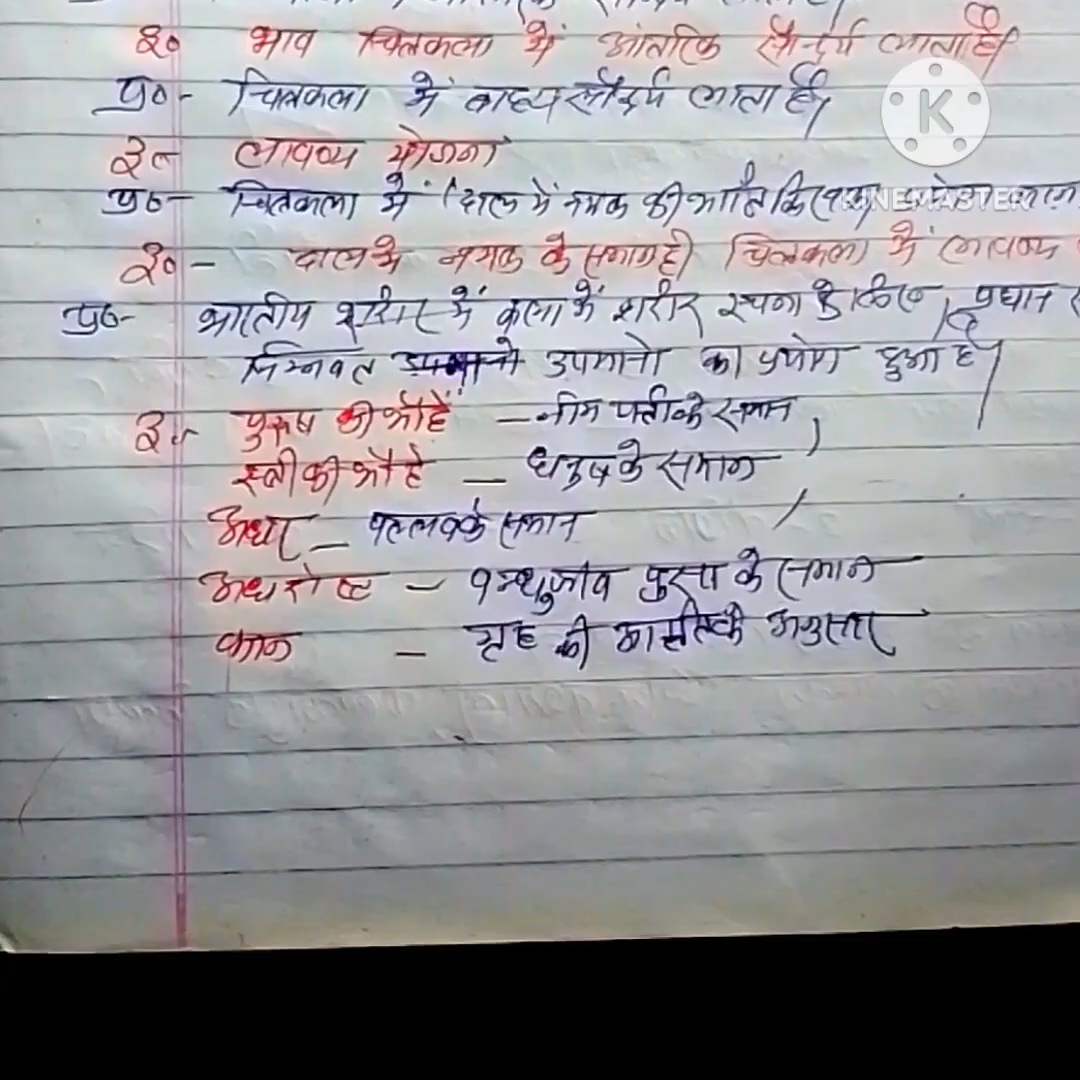 उ० भाव चित्रकला में आंतरिक सौन्दर्य लाता है।
प्र०- चित्रकला में बाह्य सौंदर्य लाता है।
उ०- लावण्य योजना
प्र०- चित्रकला में दाल में नमक की भाँति
KINEMASTER
उ०- दाल के नमक के समान ही चित्रकला में लावण्य
प्र०- भारतीय शरीर में कला में शरीर रचना के लिए प्रधान
निम्नवत उपमानो का प्रयोग हुआ है।
उ०- पुरुष की भौहें – नीम पत्ती के समान
स्त्री की भौहे – धनुष के समान
अधर – पल्लव के समान
अधरोष्ट – बन्धुजीव पुष्प के समान
कान – गृह की अनुसार